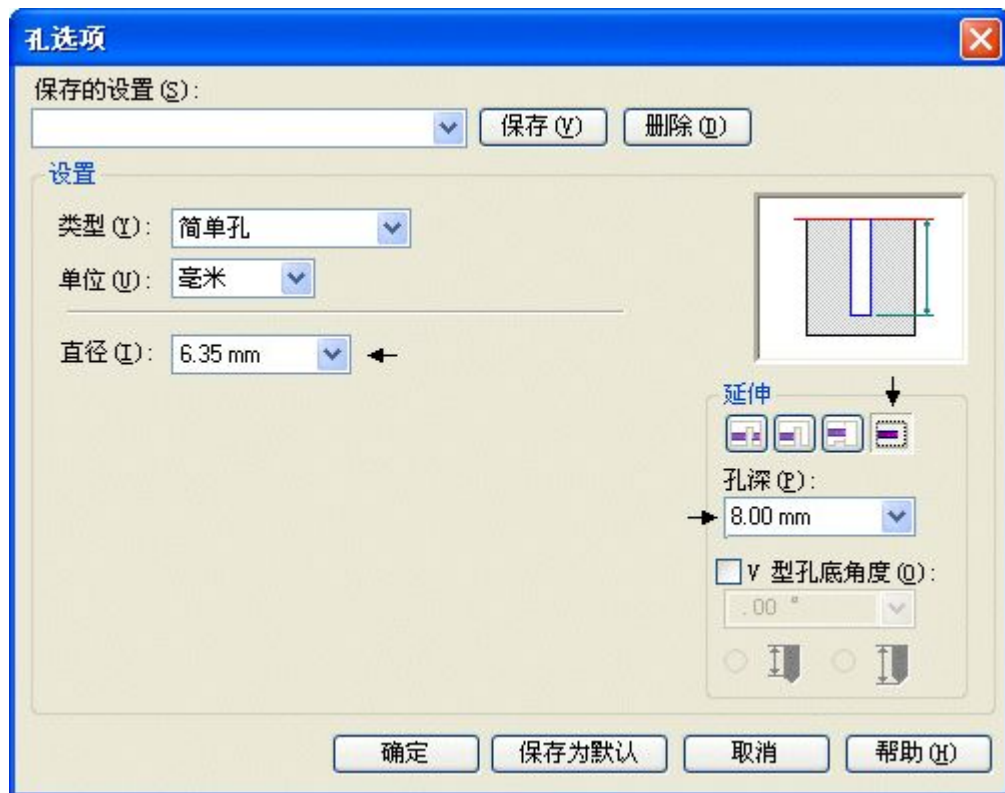 孔选项
保存的设置(S):
保存(V) 删除(D)
设置
类型(Y): 简单孔
单位(U): 毫米
直径(I): 6.35 mm
延伸
孔深(P):
8.00 mm
V 型孔底角度(O):
.00 °
确定 保存为默认 取消 帮助(H)